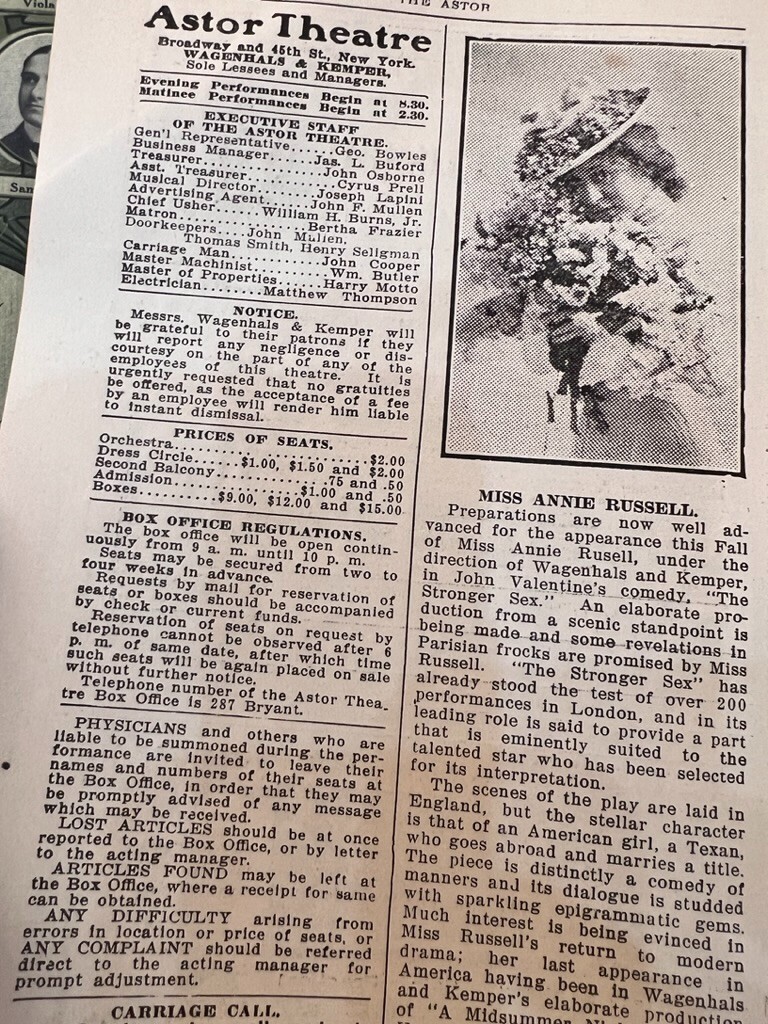 Viola
San
THE ASTOR
Astor Theatre
Broadway and 45th St., New York.
WAGENHALS & KEMPER,
Sole Lessees and Managers.
Evening Performances Begin at 8.30.
Matinee Performances Begin at 2.30.
EXECUTIVE STAFF
OF THE ASTOR THEATRE.
Gen'l Representative......Geo. Bowles
Business Manager......Jas. L. Buford
Treasurer...............John Osborne
Asst. Treasurer............Cyrus Prell
Musical Director........Joseph Lapini
Advertising Agent.....John F. Mullen
Chief Usher......William H. Burns, Jr.
Matron..................Bertha Frazier
Doorkeepers....John Mullen,
Thomas Smith, Henry Seligman
Carriage Man............John Cooper
Master Machinist.........Wm. Butler
Master of Properties......Harry Motto
Electrician........Matthew Thompson
NOTICE.
Messrs. Wagenhals & Kemper will
be grateful to their patrons if they
will report any negligence or dis-
courtesy on the part of any of the
employees of this theatre. It is
urgently requested that no gratuities
be offered, as the acceptance of a fee
by an employee will render him liable
to instant dismissal.
PRICES OF SEATS.
Orchestra.........................$2.00
Dress Circle......$1.00, $1.50 and $2.00
Second Balcony...............75 and .50
Admission................$1.00 and .50
Boxes..........$9.00, $12.00 and $15.00
BOX OFFICE REGULATIONS.
The box office will be open contin-
uously from 9 a. m. until 10 p. m.
Seats may be secured from two to
four weeks in advance.
Requests by mail for reservation of
seats or boxes should be accompanied
by check or current funds.
Reservation of seats on request by
telephone cannot be observed after 6
p. m. of same date, after which time
such seats will be again placed on sale
without further notice.
Telephone number of the Astor Thea-
tre Box Office is 287 Bryant.
PHYSICIANS and others who are
liable to be summoned during the per-
formance are invited to leave their
names and numbers of their seats at
the Box Office, in order that they may
be promptly advised of any message
which may be received.
LOST ARTICLES should be at once
reported to the Box Office, or by letter
to the acting manager.
ARTICLES FOUND may be left at
the Box Office, where a receipt for same
can be obtained.
ANY DIFFICULTY arising from
errors in location or price of seats, or
ANY COMPLAINT should be referred
direct to the acting manager for
prompt adjustment.
CARRIAGE CALL.
MISS ANNIE RUSSELL.
Preparations are now well ad-
vanced for the appearance this Fall
of Miss Annie Rusell, under the
direction of Wagenhals and Kemper,
in John Valentine's comedy, "The
Stronger Sex." An elaborate pro-
duction from a scenic standpoint is
being made and some revelations in
Parisian frocks are promised by Miss
Russell. "The Stronger Sex" has
already stood the test of over 200
performances in London, and in its
leading role is said to provide a part
that is eminently suited to the
talented star who has been selected
for its interpretation.
The scenes of the play are laid in
England, but the stellar character
is that of an American girl, a Texan,
who goes abroad and marries a title.
The piece is distinctly a comedy of
manners and its dialogue is studded
with sparkling epigrammatic gems.
Much interest is being evinced in
Miss Russell's return to modern
drama; her last appearance in
America having been in Wagenhals
and Kemper's elaborate production
of "A Midsummer